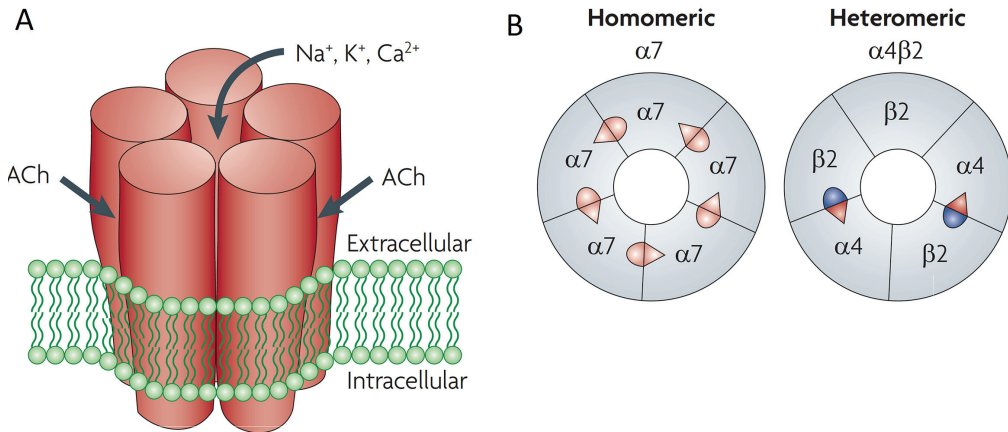 A
Na⁺, K⁺, Ca²⁺
ACh
ACh
Extracellular
Intracellular
B
Homomeric
α7
α7
α7
α7
α7
α7
Heteromeric
α4β2
β2
β2
α4
α4
β2